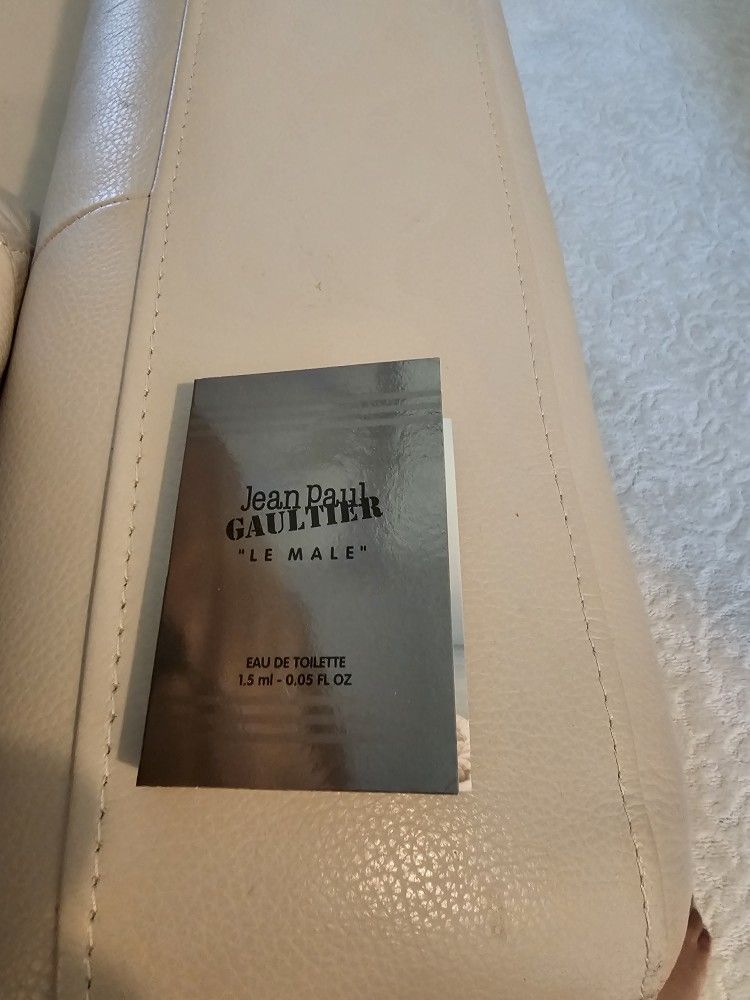 Jean Paul
GAULTIER
"LE MALE"
EAU DE TOILETTE
1.5 ml - 0.05 FL OZ